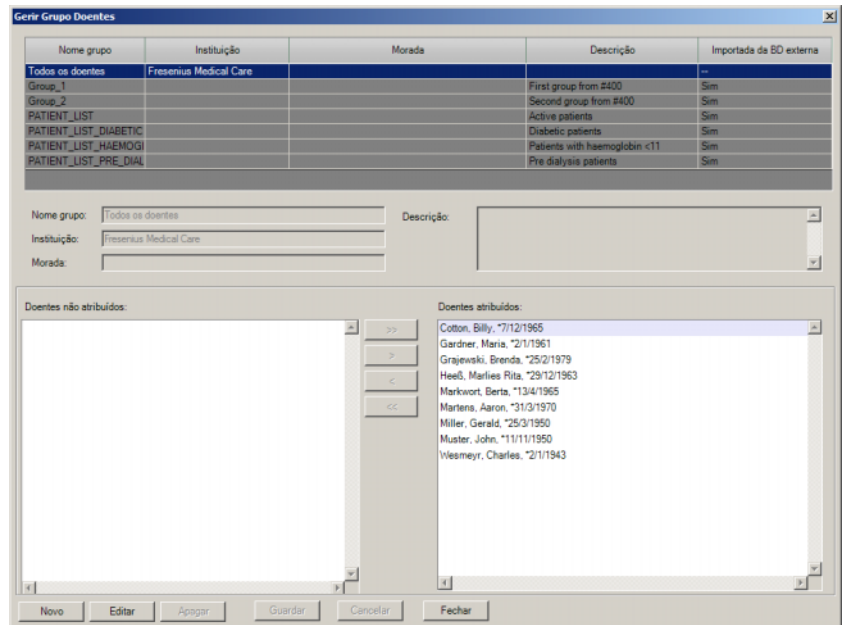 Gerir Grupo Doentes
Nome grupo Instituição Morada Descrição Importada da BD externa
Todos os doentes Fresenius Medical Care --
Group_1 First group from #400 Sim
Group_2 Second group from #400 Sim
PATIENT_LIST Active patients Sim
PATIENT_LIST_DIABETIC Diabetic patients Sim
PATIENT_LIST_HAEMOGI Patients with haemoglobin <11 Sim
PATIENT_LIST_PRE_DIAL Pre dialysis patients Sim
Nome grupo: Todos os doentes Descrição:
Instituição: Fresenius Medical Care
Morada:
Doentes não atribuídos: Doentes atribuídos:
>>
>
<
<<
Cotton, Billy, *7/12/1965
Gardner, Maria, *2/1/1961
Grajewski, Brenda, *25/2/1979
Heeß, Marlies Rita, *29/12/1963
Markwort, Berta, *13/4/1965
Martens, Aaron, *31/3/1970
Miller, Gerald, *25/3/1950
Muster, John, *11/11/1950
Wesmeyr, Charles, *2/1/1943
Novo Editar Apagar Guardar Cancelar Fechar